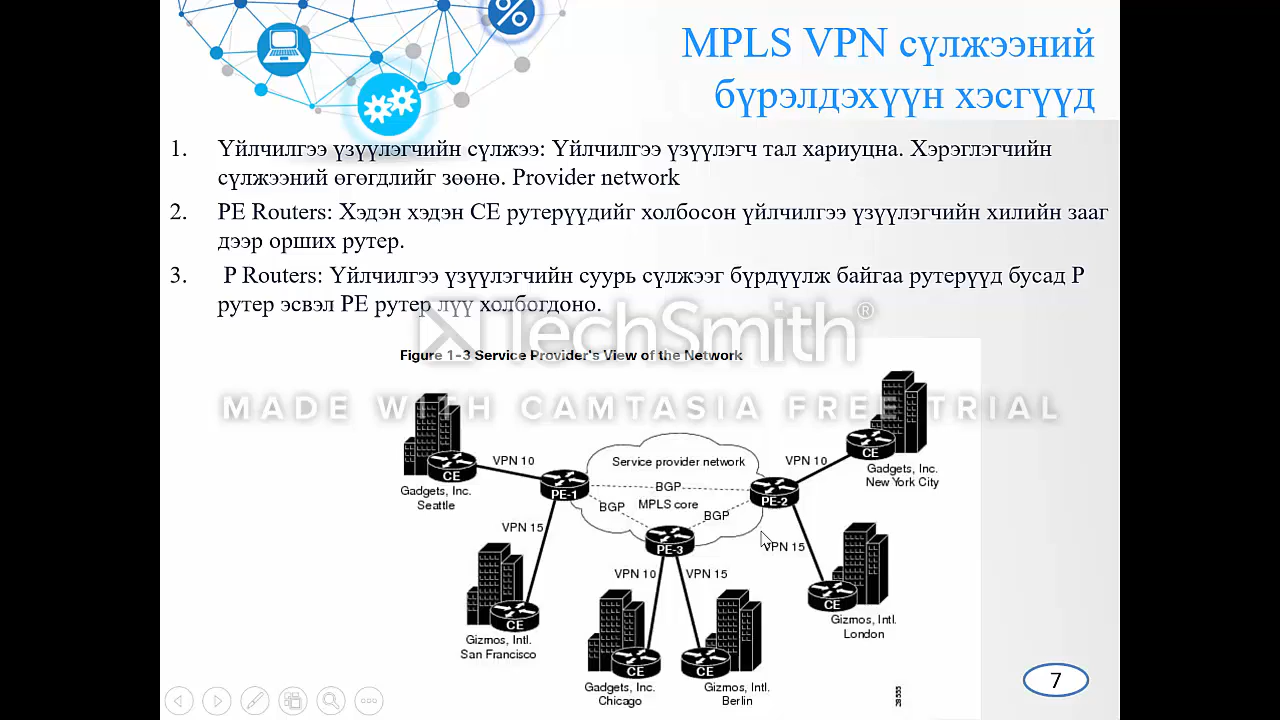 MPLS VPN сүлжээний
бүрэлдэхүүн хэсгүүд
1. Үйлчилгээ үзүүлэгчийн сүлжээ: Үйлчилгээ үзүүлэгч тал хариуцна. Хэрэглэгчийн
сүлжээний өгөгдлийг зөөнө. Provider network
2. PE Routers: Хэдэн хэдэн CE рутерүүдийг холбосон үйлчилгээ үзүүлэгчийн хилийн зааг
дээр орших рутер.
3. P Routers: Үйлчилгээ үзүүлэгчийн суурь сүлжээг бүрдүүлж байгаа рутерүүд бусад P
рутер эсвэл PE рутер лүү холбогдоно.
TechSmith®
Figure 1-3 Service Provider's View of the Network
MADE WITH CAMTASIA FREE TRIAL
CE
VPN 10
Gadgets, Inc.
Seattle
PE-1
Service provider network
BGP
MPLS core
BGP
BGP
VPN 10
PE-2
CE
Gadgets, Inc.
New York City
VPN 15
PE-3
VPN 15
CE
Gizmos, Intl.
San Francisco
VPN 10
VPN 15
CE
Gizmos, Intl.
London
CE
Gadgets, Inc.
Chicago
CE
Gizmos, Intl.
Berlin
7
%